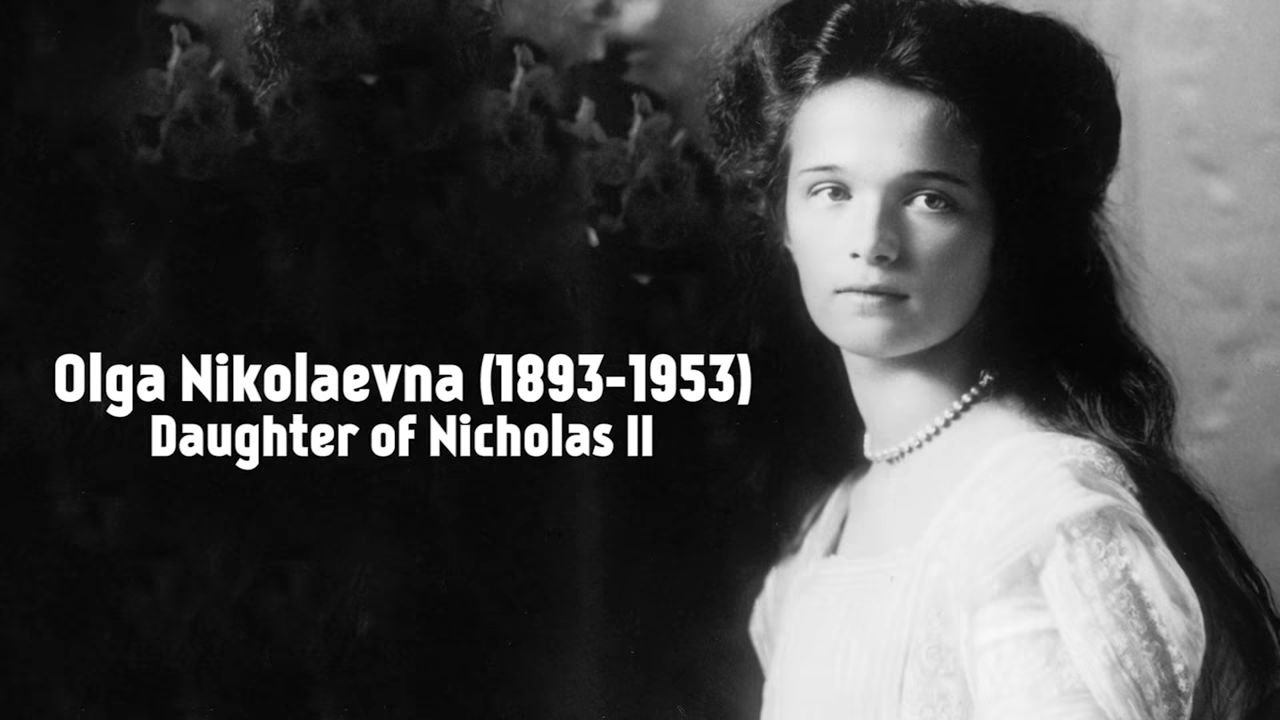 Olga Nikolaevna (1893-1953)
Daughter of Nicholas II